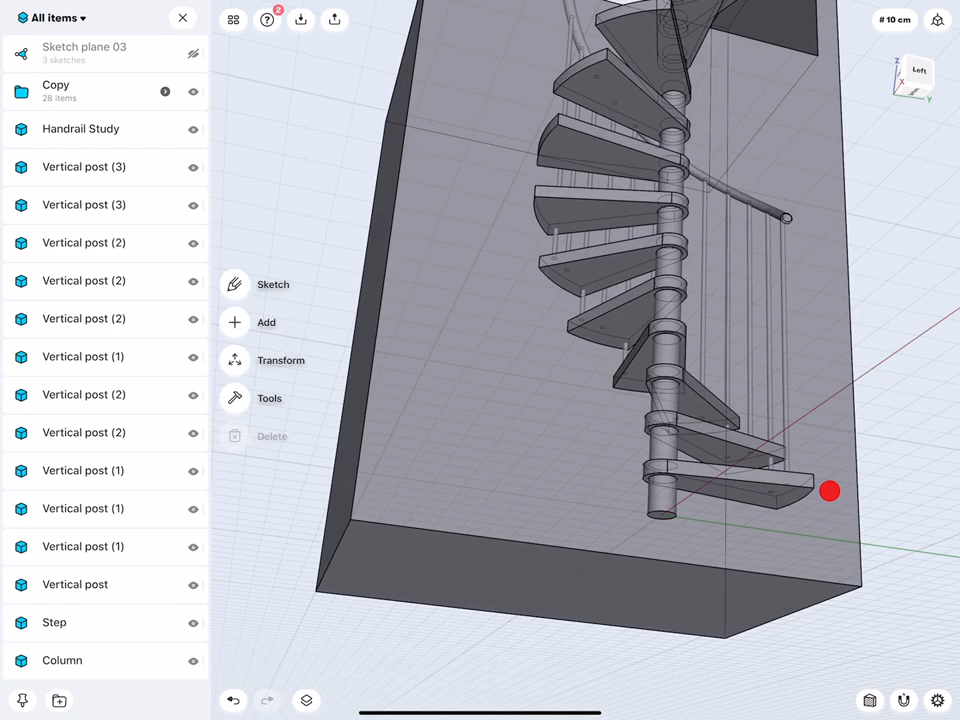 All items ▾
2
# 10 cm
Sketch plane 03
3 sketches
Copy
28 items
Handrail Study
Vertical post (3)
Vertical post (3)
Vertical post (2)
Vertical post (2)
Vertical post (2)
Vertical post (1)
Vertical post (2)
Vertical post (2)
Vertical post (1)
Vertical post (1)
Vertical post (1)
Vertical post
Step
Column
Sketch
Add
Transform
Tools
Delete
Z
Left
X
Y